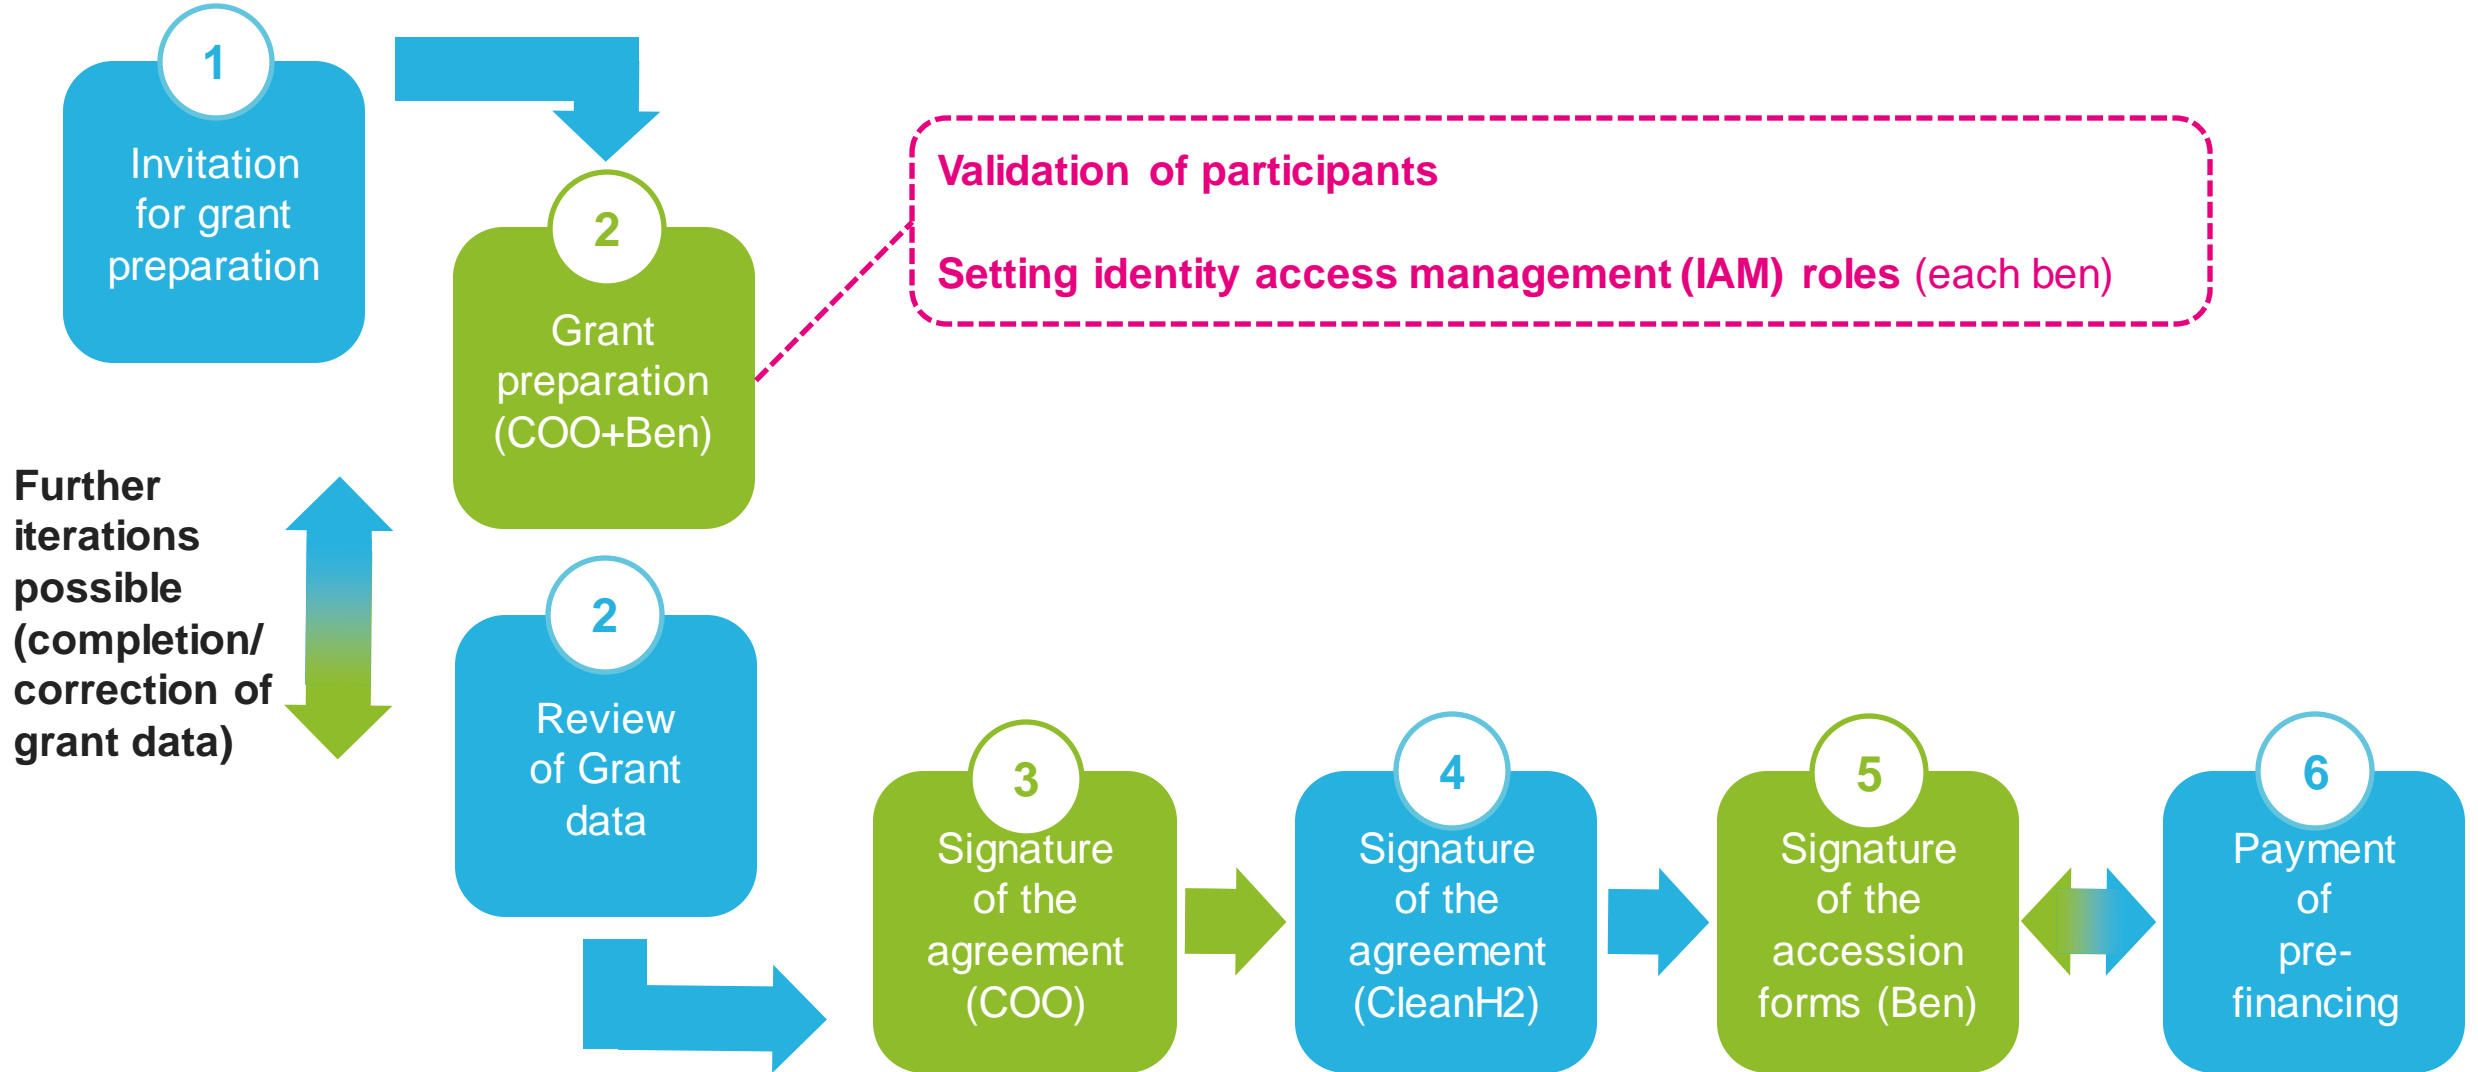 1
Invitation
for grant
preparation
2
Grant
preparation
(COO+Ben)
Validation of participants
Setting identity access management (IAM) roles (each ben)
Further
iterations
possible
(completion/
correction of
grant data)
2
Review
of Grant
data
3
Signature
of the
agreement
(COO)
4
Signature
of the
agreement
(CleanH2)
5
Signature
of the
accession
forms (Ben)
6
Payment
of
pre-
financing